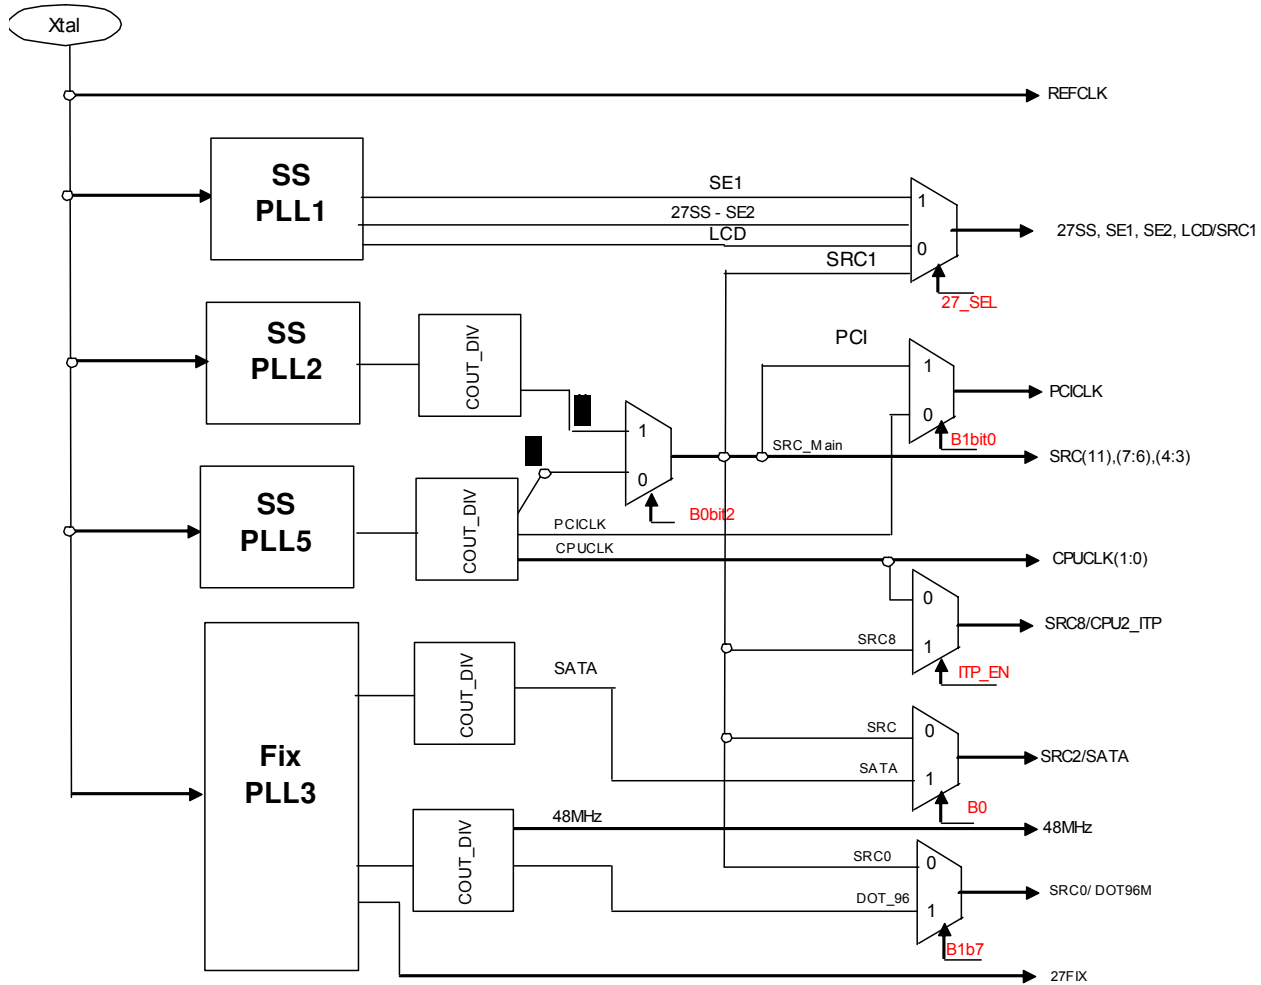 Xtal
REFCLK
SS
PLL1
SE1
27SS - SE2
LCD
SRC1
1
0
27_SEL
27SS, SE1, SE2, LCD/SRC1
SS
PLL2
COUT_DIV
PCI
1
0
B1bit0
PCICLK
1
0
B0bit2
SRC_Main
SRC(11),(7:6),(4:3)
SS
PLL5
COUT_DIV
PCICLK
CPUCLK
CPUCLK(1:0)
0
SRC8
1
ITP_EN
SRC8/CPU2_ITP
Fix
PLL3
COUT_DIV
SATA
SRC
0
SATA
1
B0
SRC2/SATA
COUT_DIV
48MHz
48MHz
SRC0
0
DOT_96
1
B1b7
SRC0/ DOT96M
27FIX